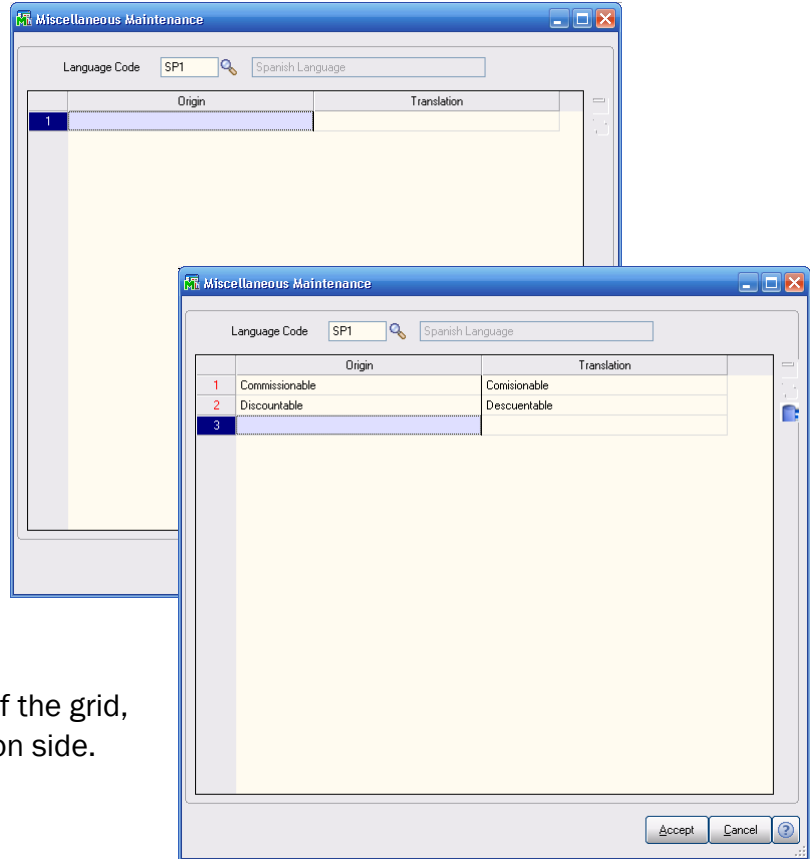 Miscellaneous Maintenance
Language Code SP1 Spanish Language
Origin Translation
1
Miscellaneous Maintenance
Language Code SP1 Spanish Language
Origin Translation
1 Commissionable Comisionable
2 Discountable Descuentable
3
f the grid,
on side.
Accept Cancel ?